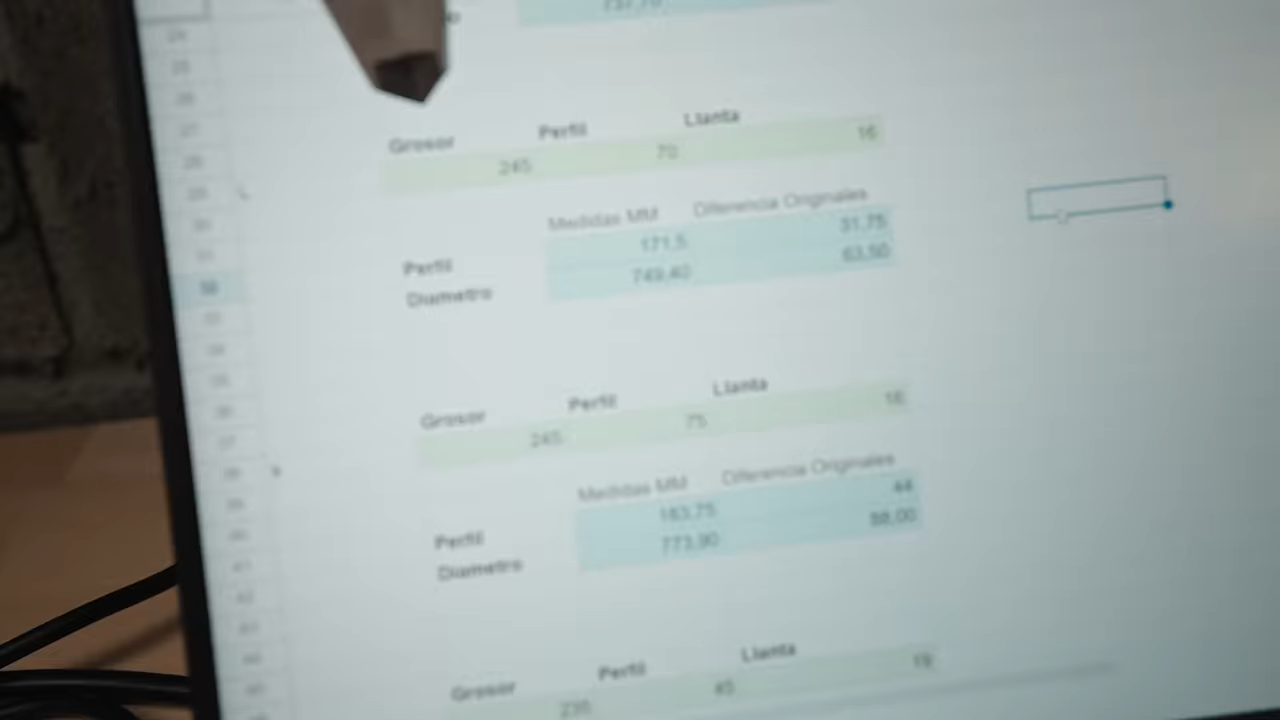 737,70
Grosor Perfil Llanta
245 70 16
Medidas MM Diferencia Originales
Perfil 171,5 31,75
Diametro 749,40 63,50
Grosor Perfil Llanta
245 75 16
Medidas MM Diferencia Originales
Perfil 183,75 44
Diametro 773,90 88,00
Grosor Perfil Llanta
45